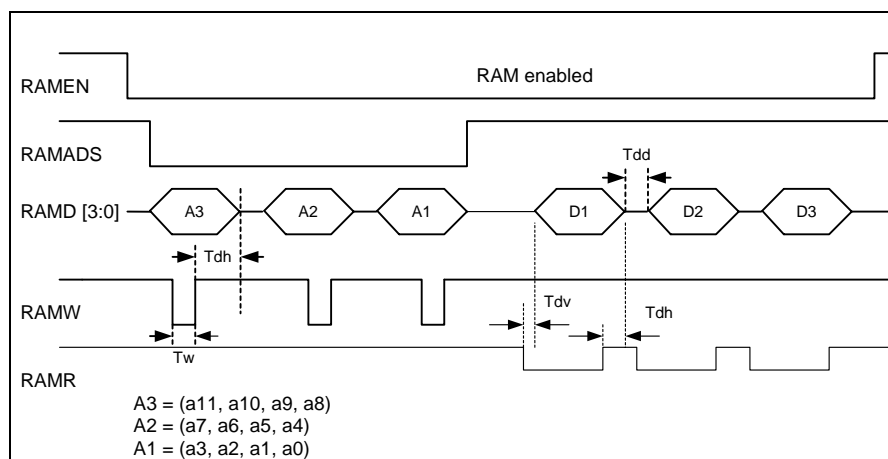 RAMEN
RAM enabled
RAMADS
Tdd
RAMD [3:0]
A3
A2
A1
D1
D2
D3
Tdh
RAMW
Tdv
Tdh
Tw
RAMR
A3 = (a11, a10, a9, a8)
A2 = (a7, a6, a5, a4)
A1 = (a3, a2, a1, a0)